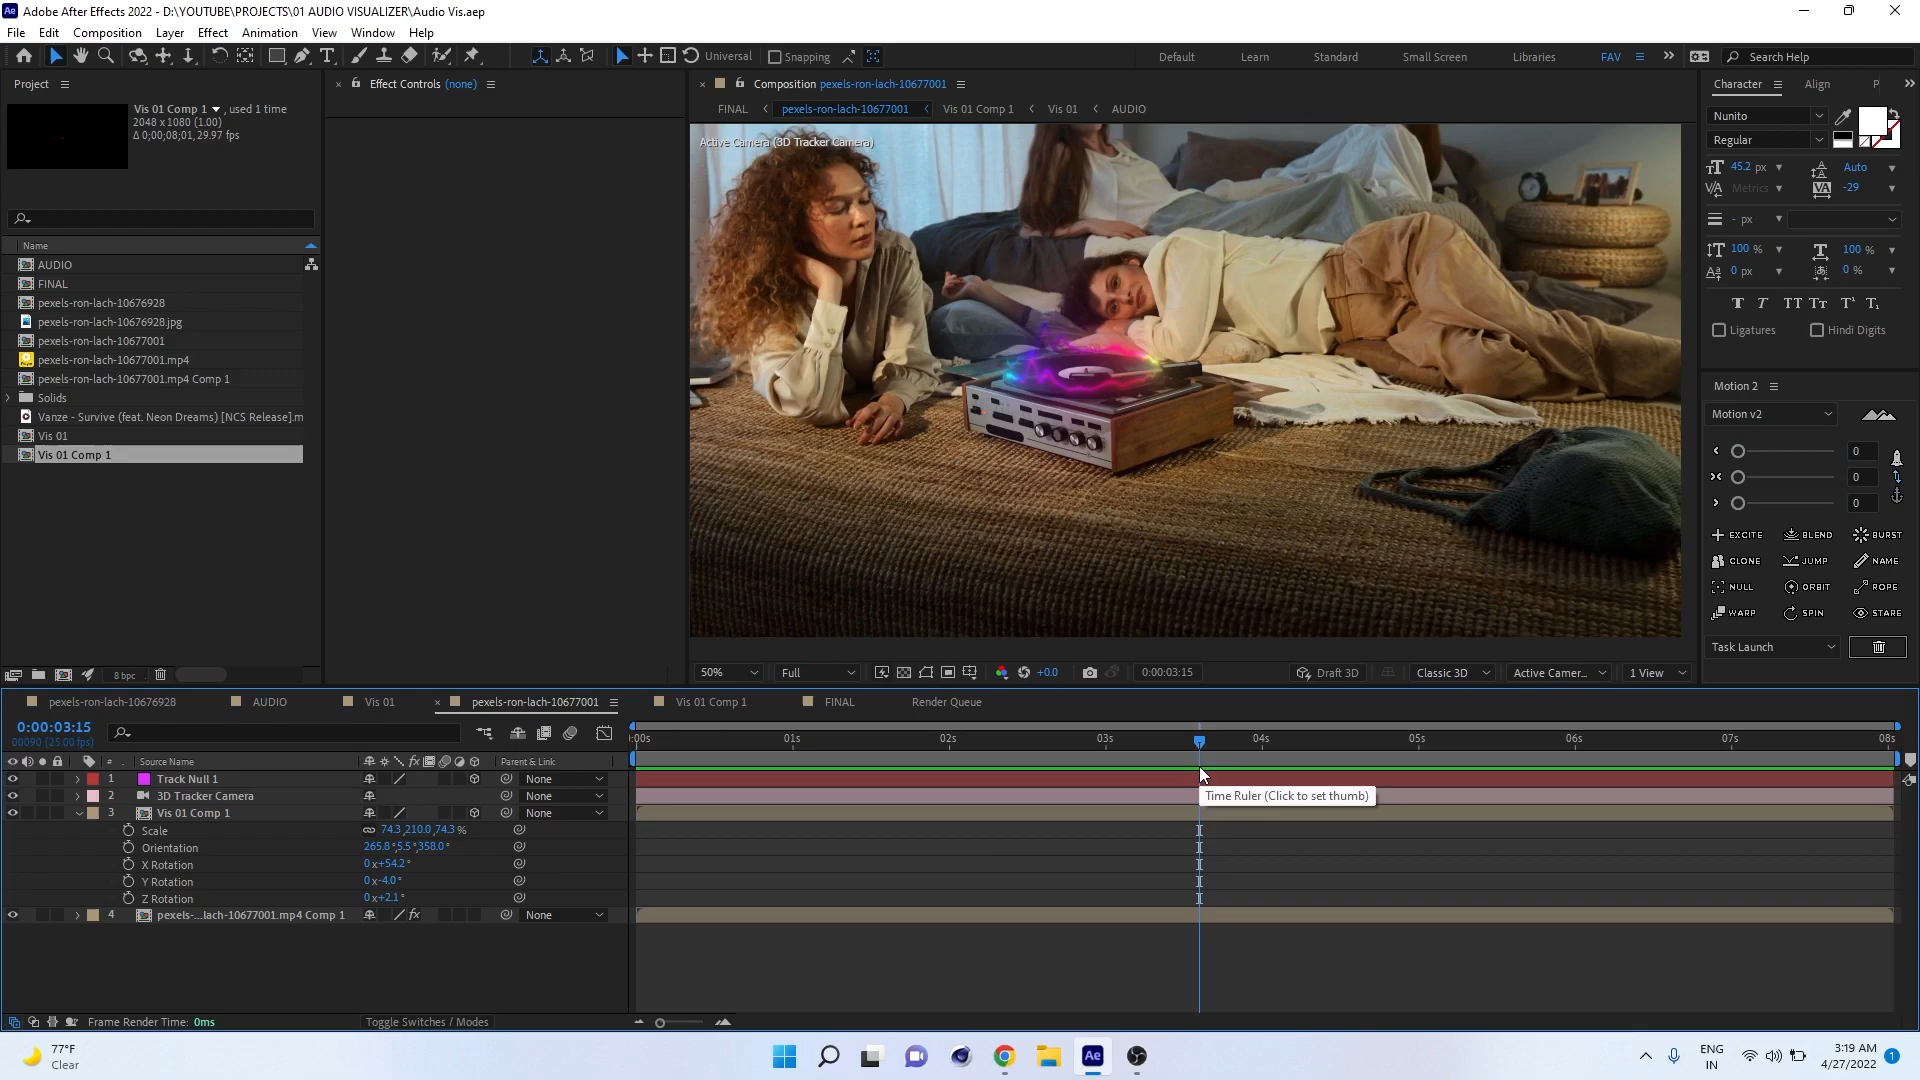 Adobe After Effects 2022 - D:\YOUTUBE\PROJECTS\01 AUDIO VISUALIZER\Audio Vis.aep
File Edit Composition Layer Effect Animation View Window Help
Universal Snapping Default Learn Standard Small Screen Libraries FAV Search Help
Project
Vis 01 Comp 1 , used 1 time
2048 x 1080 (1.00)
Δ 0;00;08;01, 29.97 fps
Name
AUDIO
FINAL
pexels-ron-lach-10676928
pexels-ron-lach-10676928.jpg
pexels-ron-lach-10677001
pexels-ron-lach-10677001.mp4
pexels-ron-lach-10677001.mp4 Comp 1
Solids
Vanze - Survive (feat. Neon Dreams) [NCS Release].m
Vis 01
Vis 01 Comp 1
8 bpc
Effect Controls (none)
Composition pexels-ron-lach-10677001
FINAL pexels-ron-lach-10677001 Vis 01 Comp 1 Vis 01 AUDIO
Active Camera (3D Tracker Camera)
50% Full +0.0 0:00:03:15 Draft 3D Classic 3D Active Camer... 1 View
Character Align P
Nunito
Regular
45.2 px Auto
Metrics -29
- px
100 % 100 %
0 px 0 %
Ligatures Hindi Digits
Motion 2
Motion v2
0
0
0
EXCITE BLEND BURST
CLONE JUMP NAME
NULL ORBIT ROPE
WARP SPIN STARE
Task Launch
pexels-ron-lach-10676928 AUDIO Vis 01 pexels-ron-lach-10677001 Vis 01 Comp 1 FINAL Render Queue
0:00:03:15
00090 (25.00 fps)
:00s 01s 02s 03s 04s 05s 06s 07s 08s
# Source Name Parent & Link
1 Track Null 1 None
2 3D Tracker Camera None
3 Vis 01 Comp 1 None
Scale 74.3,210.0,74.3%
Orientation 265.8°,5.5°,358.0°
X Rotation 0x+54.2°
Y Rotation 0x-4.0°
Z Rotation 0x+2.1°
4 pexels-...lach-10677001.mp4 Comp 1 fx None
Time Ruler (Click to set thumb)
Frame Render Time: 0ms Toggle Switches / Modes
77°F
Clear
Ae
ENG
IN
3:19 AM
4/27/2022
1